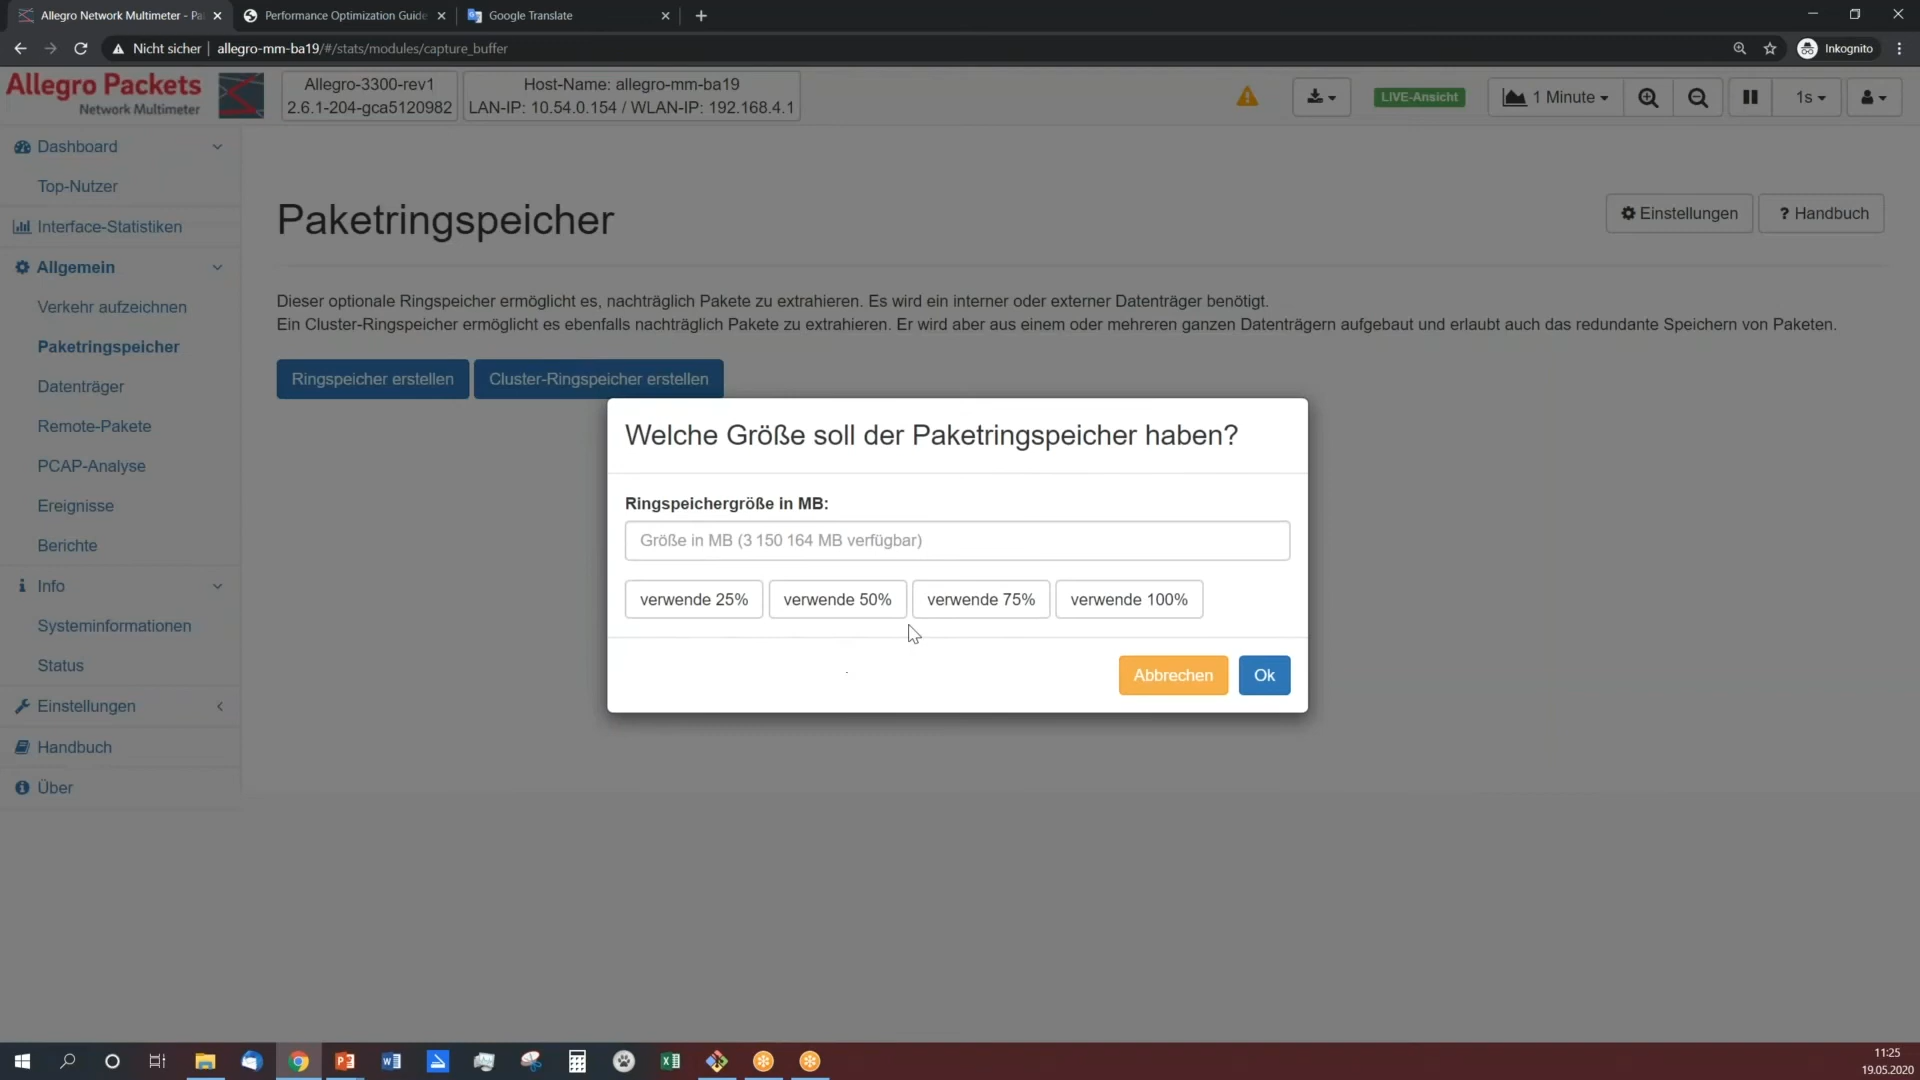 Allegro Network Multimeter - Pa
Performance Optimization Guide
Google Translate
Nicht sicher
allegro-mm-ba19/#/stats/modules/capture_buffer
Inkognito
Allegro Packets
Network Multimeter
Allegro-3300-rev1
2.6.1-204-gca5120982
Host-Name: allegro-mm-ba19
LAN-IP: 10.54.0.154 / WLAN-IP: 192.168.4.1
LIVE-Ansicht
1 Minute
1s
Dashboard
Top-Nutzer
Interface-Statistiken
Allgemein
Verkehr aufzeichnen
Paketringspeicher
Datenträger
Remote-Pakete
PCAP-Analyse
Ereignisse
Berichte
Info
Systeminformationen
Status
Einstellungen
Handbuch
Über
Paketringspeicher
Einstellungen
? Handbuch
Dieser optionale Ringspeicher ermöglicht es, nachträglich Pakete zu extrahieren. Es wird ein interner oder externer Datenträger benötigt.
Ein Cluster-Ringspeicher ermöglicht es ebenfalls nachträglich Pakete zu extrahieren. Er wird aber aus einem oder mehreren ganzen Datenträgern aufgebaut und erlaubt auch das redundante Speichern von Paketen.
Ringspeicher erstellen
Cluster-Ringspeicher erstellen
Welche Größe soll der Paketringspeicher haben?
Ringspeichergröße in MB:
Größe in MB (3 150 164 MB verfügbar)
verwende 25%
verwende 50%
verwende 75%
verwende 100%
Abbrechen
Ok
11:25
19.05.2020